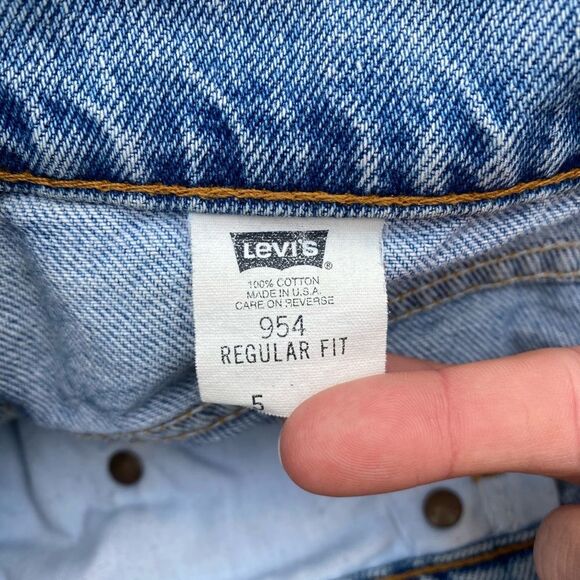 LEVI'S ®
100% COTTON
MADE IN U.S.A.
CARE ON REVERSE
954
REGULAR FIT
5